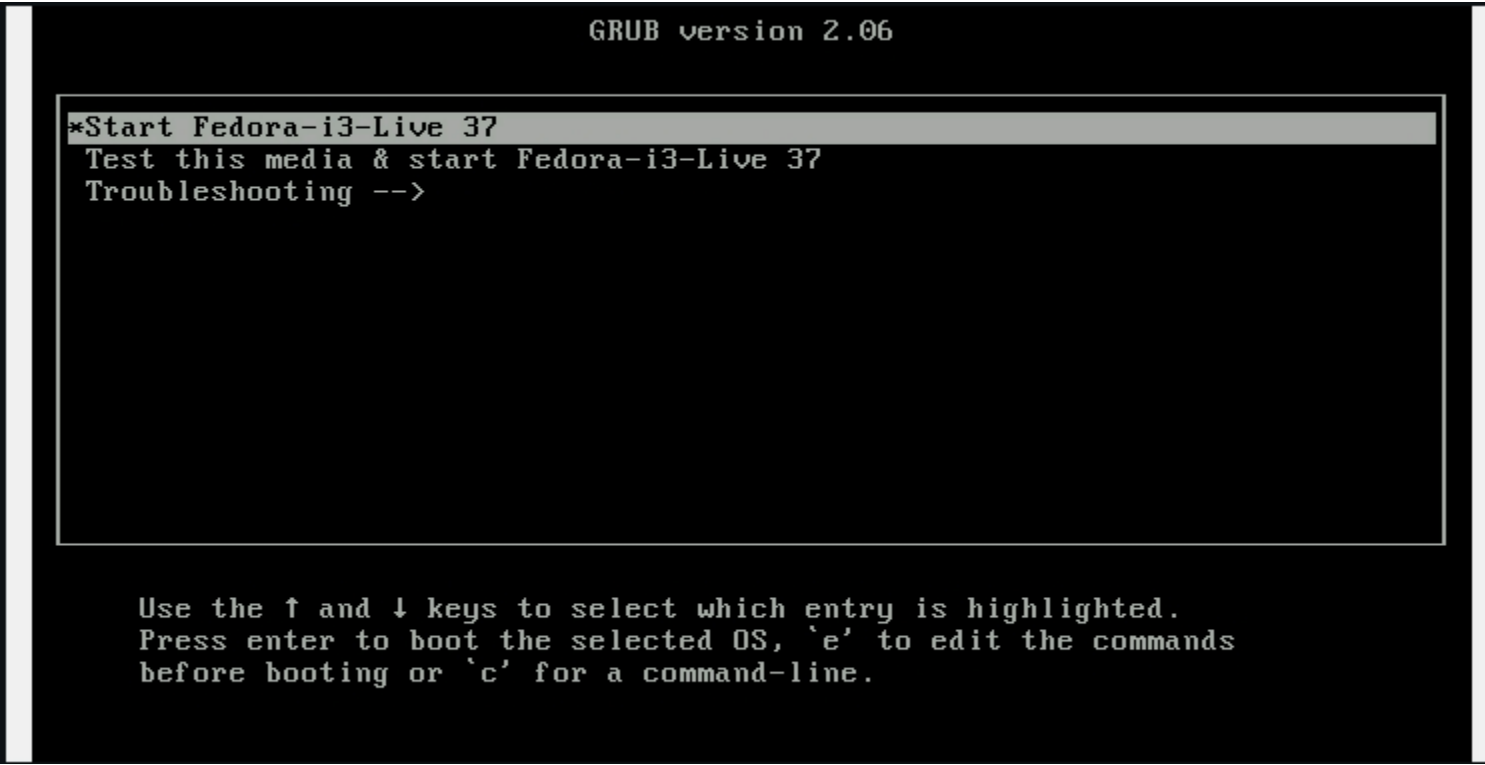 GRUB version 2.06
*Start Fedora-i3-Live 37
Test this media & start Fedora-i3-Live 37
Troubleshooting -->
Use the ↑ and ↓ keys to select which entry is highlighted.
Press enter to boot the selected OS, `e' to edit the commands
before booting or `c' for a command-line.